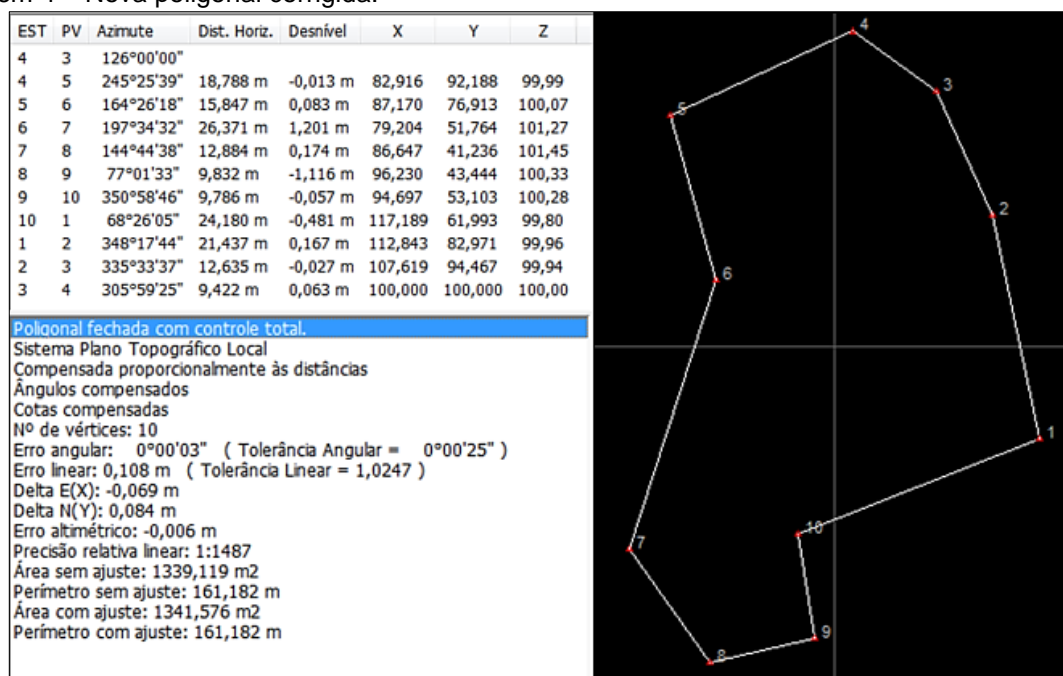 Nova poligonal corrigida.
EST PV Azimute Dist. Horiz. Desnível X Y Z
4 3 126°00'00"
4 5 245°25'39" 18,788 m -0,013 m 82,916 92,188 99,99
5 6 164°26'18" 15,847 m 0,083 m 87,170 76,913 100,07
6 7 197°34'32" 26,371 m 1,201 m 79,204 51,764 101,27
7 8 144°44'38" 12,884 m 0,174 m 86,647 41,236 101,45
8 9 77°01'33" 9,832 m -1,116 m 96,230 43,444 100,33
9 10 350°58'46" 9,786 m -0,057 m 94,697 53,103 100,28
10 1 68°26'05" 24,180 m -0,481 m 117,189 61,993 99,80
1 2 348°17'44" 21,437 m 0,167 m 112,843 82,971 99,96
2 3 335°33'37" 12,635 m -0,027 m 107,619 94,467 99,94
3 4 305°59'25" 9,422 m 0,063 m 100,000 100,000 100,00
Poligonal fechada com controle total.
Sistema Plano Topográfico Local
Compensada proporcionalmente às distâncias
Ângulos compensados
Cotas compensadas
Nº de vértices: 10
Erro angular: 0°00'03" ( Tolerância Angular = 0°00'25" )
Erro linear: 0,108 m ( Tolerância Linear = 1,0247 )
Delta E(X): -0,069 m
Delta N(Y): 0,084 m
Erro altimétrico: -0,006 m
Precisão relativa linear: 1:1487
Área sem ajuste: 1339,119 m2
Perímetro sem ajuste: 161,182 m
Área com ajuste: 1341,576 m2
Perímetro com ajuste: 161,182 m
4
3
5
2
6
1
10
7
9
8